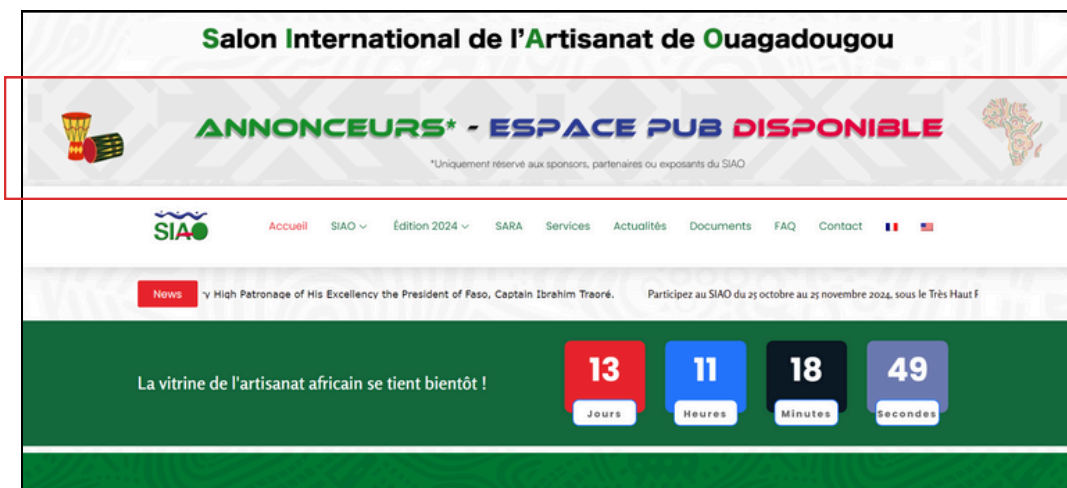 Salon International de l'Artisanat de Ouagadougou
ANNONCEURS* - ESPACE PUB DISPONIBLE
*Uniquement réservé aux sponsors, partenaires ou exposants du SIAO
SIAO
Accueil SIAO Édition 2024 SARA Services Actualités Documents FAQ Contact
News High Patronage of His Excellency the President of Faso, Captain Ibrahim Traoré. Participez au SIAO du 25 octobre au 25 novembre 2024, sous le Très Haut
La vitrine de l'artisanat africain se tient bientôt !
13 11 18 49
Jours Heures Minutes Secondes